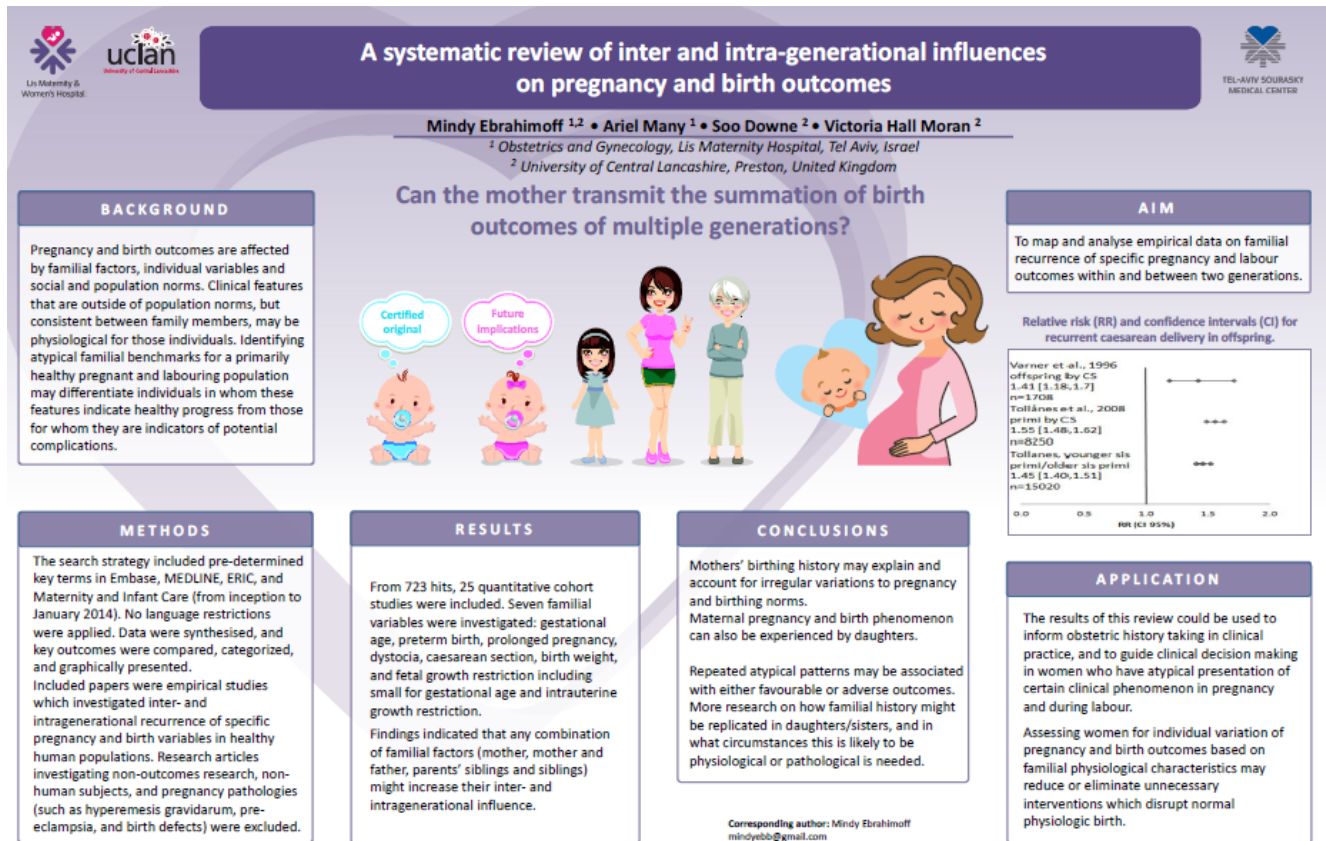 Lis Maternity &
Women's Hospital
uclan
University of Central Lancashire
A systematic review of inter and intra-generational influences
on pregnancy and birth outcomes
TEL-AVIV SOURASKY
MEDICAL CENTER
Mindy Ebrahimoff 1,2 • Ariel Many 1 • Soo Downe 2 • Victoria Hall Moran 2
1 Obstetrics and Gynecology, Lis Maternity Hospital, Tel Aviv, Israel
2 University of Central Lancashire, Preston, United Kingdom
Can the mother transmit the summation of birth
outcomes of multiple generations?
Certified
original
Future
implications
BACKGROUND
Pregnancy and birth outcomes are affected
by familial factors, individual variables and
social and population norms. Clinical features
that are outside of population norms, but
consistent between family members, may be
physiological for those individuals. Identifying
atypical familial benchmarks for a primarily
healthy pregnant and labouring population
may differentiate individuals in whom these
features indicate healthy progress from those
for whom they are indicators of potential
complications.
AIM
To map and analyse empirical data on familial
recurrence of specific pregnancy and labour
outcomes within and between two generations.
Relative risk (RR) and confidence intervals (CI) for
recurrent caesarean delivery in offspring.
Varner et al., 1996
offspring by CS
1.41 [1.18,1.7]
n=1708
Tollånes et al., 2008
primi by CS
1.55 [1.48,1.62]
n=8250
Tollanes, younger sis
primi/older sis primi
1.45 [1.40,1.51]
n=15020
0.0 0.5 1.0 1.5 2.0
RR (CI 95%)
METHODS
The search strategy included pre-determined
key terms in Embase, MEDLINE, ERIC, and
Maternity and Infant Care (from inception to
January 2014). No language restrictions
were applied. Data were synthesised, and
key outcomes were compared, categorized,
and graphically presented.
Included papers were empirical studies
which investigated inter- and
intragenerational recurrence of specific
pregnancy and birth variables in healthy
human populations. Research articles
investigating non-outcomes research, non-
human subjects, and pregnancy pathologies
(such as hyperemesis gravidarum, pre-
eclampsia, and birth defects) were excluded.
RESULTS
From 723 hits, 25 quantitative cohort
studies were included. Seven familial
variables were investigated: gestational
age, preterm birth, prolonged pregnancy,
dystocia, caesarean section, birth weight,
and fetal growth restriction including
small for gestational age and intrauterine
growth restriction.
Findings indicated that any combination
of familial factors (mother, mother and
father, parents' siblings and siblings)
might increase their inter- and
intragenerational influence.
CONCLUSIONS
Mothers' birthing history may explain and
account for irregular variations to pregnancy
and birthing norms.
Maternal pregnancy and birth phenomenon
can also be experienced by daughters.
Repeated atypical patterns may be associated
with either favourable or adverse outcomes.
More research on how familial history might
be replicated in daughters/sisters, and in
what circumstances this is likely to be
physiological or pathological is needed.
Corresponding author: Mindy Ebrahimoff
mindyebb@gmail.com
APPLICATION
The results of this review could be used to
inform obstetric history taking in clinical
practice, and to guide clinical decision making
in women who have atypical presentation of
certain clinical phenomenon in pregnancy
and during labour.
Assessing women for individual variation of
pregnancy and birth outcomes based on
familial physiological characteristics may
reduce or eliminate unnecessary
interventions which disrupt normal
physiologic birth.